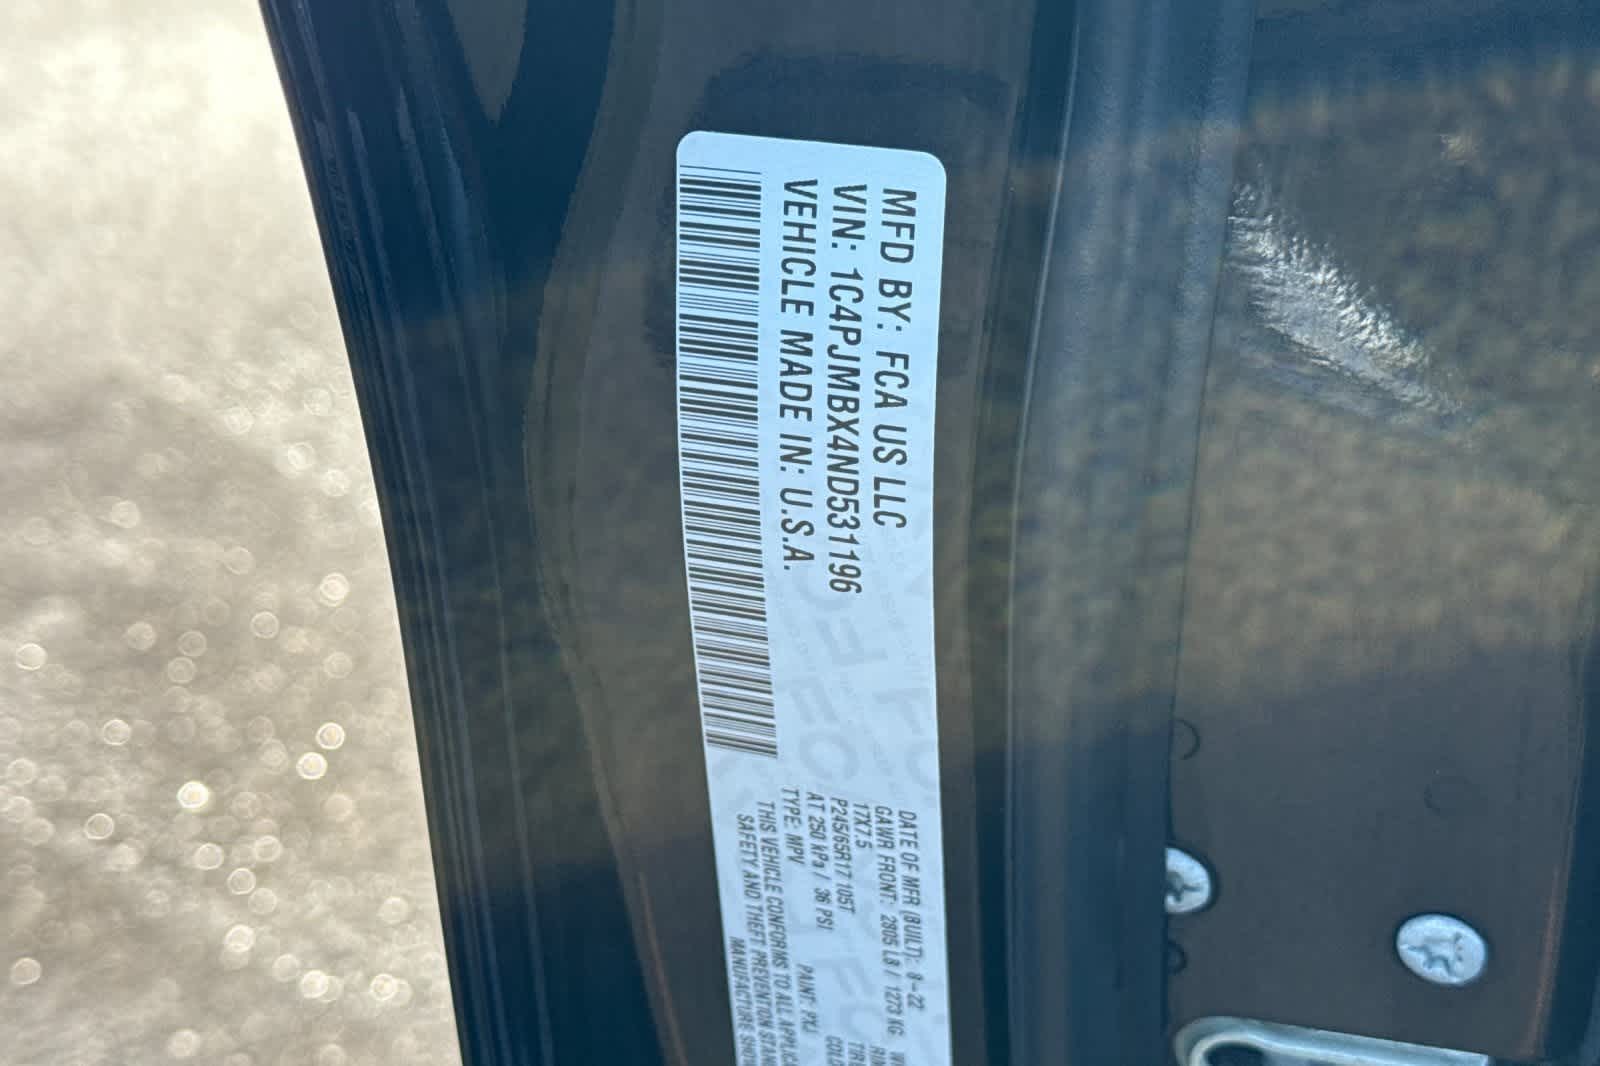 MFD BY: FCA US LLC
VIN: 1C4PJMBX4ND531196
VEHICLE MADE IN: U.S.A.
DATE OF MFR (BUILT): 8-22
GAWR FRONT: 2805 LB / 1273 KG
17X7.5
P245/65R17 105T
AT 250 kPa / 36 PSI
TYPE: MPV PAINT: PXJ
THIS VEHICLE CONFORMS TO ALL
SAFETY AND THEFT PREVENTION
MANUFACTURE SHOWN